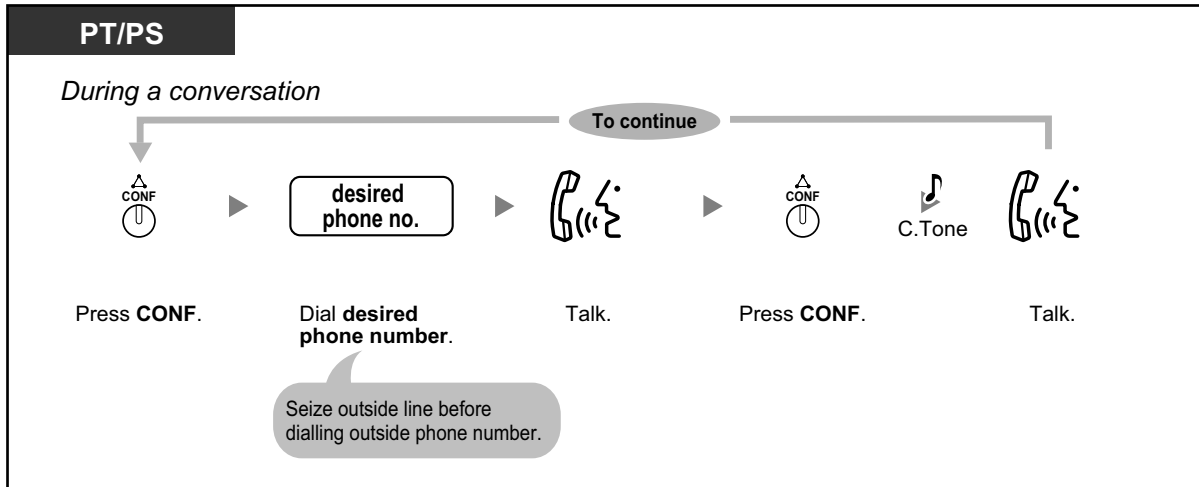 PT/PS
During a conversation
To continue
CONF
desired
phone no.
CONF
C.Tone
Press CONF.
Dial desired
phone number.
Talk.
Press CONF.
Talk.
Seize outside line before
dialling outside phone number.